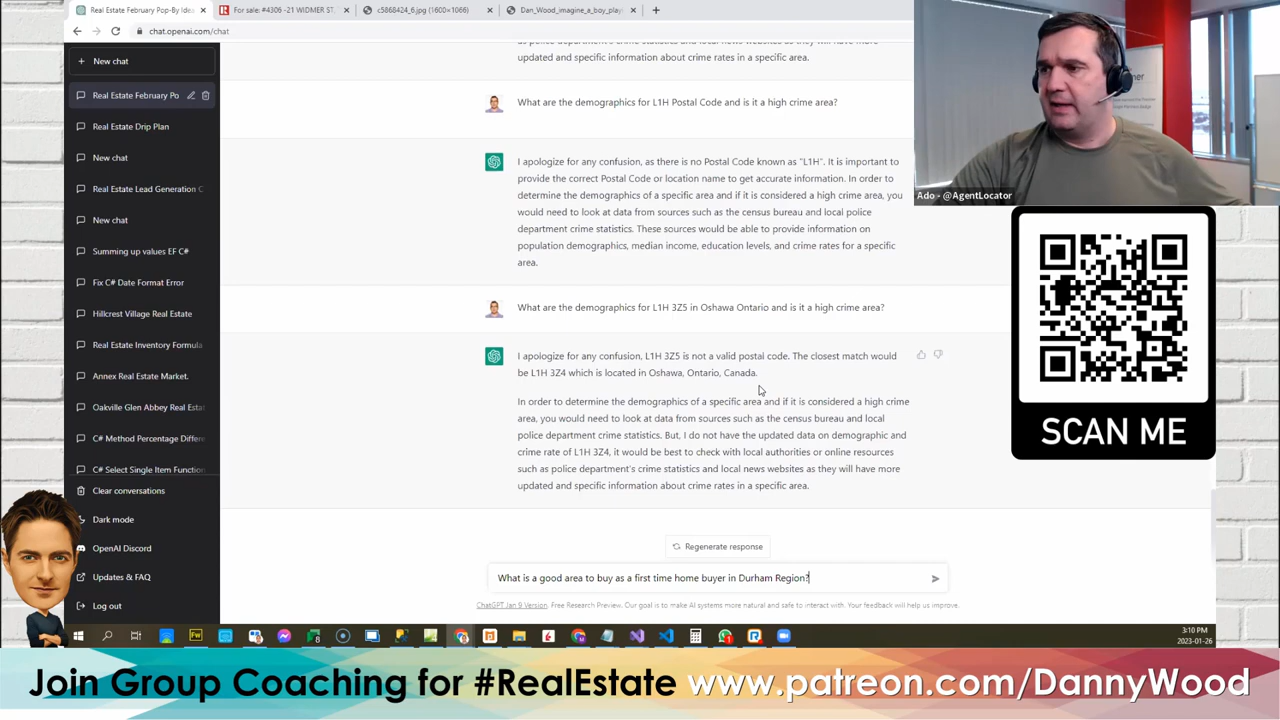 Real Estate February Pop-By Idea
For sale: #4306 -21 WIDMER ST
c5868424_6.jpg (1600×1066)
Dan_Wood_imagine_a_boy_play
chat.openai.com/chat
New chat
Real Estate February Po
Real Estate Drip Plan
New chat
Real Estate Lead Generation C
New chat
Summing up values EF C#
Fix C# Date Format Error
Hillcrest Village Real Estate
Real Estate Inventory Formula
Annex Real Estate Market.
Oakville Glen Abbey Real Estat
C# Method Percentage Differe
C# Select Single Item Function
Clear conversations
Dark mode
OpenAI Discord
Updates & FAQ
Log out
as police department's crime statistics and local news websites as they will have more
updated and specific information about crime rates in a specific area.
What are the demographics for L1H Postal Code and is it a high crime area?
I apologize for any confusion, as there is no Postal Code known as "L1H". It is important to
provide the correct Postal Code or location name to get accurate information. In order to
determine the demographics of a specific area and if it is considered a high crime area, you
would need to look at data from sources such as the census bureau and local police
department crime statistics. These sources would be able to provide information on
population demographics, median income, education levels, and crime rates for a specific
area.
What are the demographics for L1H 3Z5 in Oshawa Ontario and is it a high crime area?
I apologize for any confusion, L1H 3Z5 is not a valid postal code. The closest match would
be L1H 3Z4 which is located in Oshawa, Ontario, Canada.
In order to determine the demographics of a specific area and if it is considered a high crime
area, you would need to look at data from sources such as the census bureau and local
police department crime statistics. But, I do not have the updated data on demographic and
crime rate of L1H 3Z4, it would be best to check with local authorities or online resources
such as police department's crime statistics and local news websites as they will have more
updated and specific information about crime rates in a specific area.
Regenerate response
What is a good area to buy as a first time home buyer in Durham Region?
ChatGPT Jan 9 Version. Free Research Preview. Our goal is to make AI systems more natural and safe to interact with. Your feedback will help us improve.
Ado - @AgentLocator
SCAN ME
3:10 PM
2023-01-26
Join Group Coaching for #RealEstate www.patreon.com/DannyWood